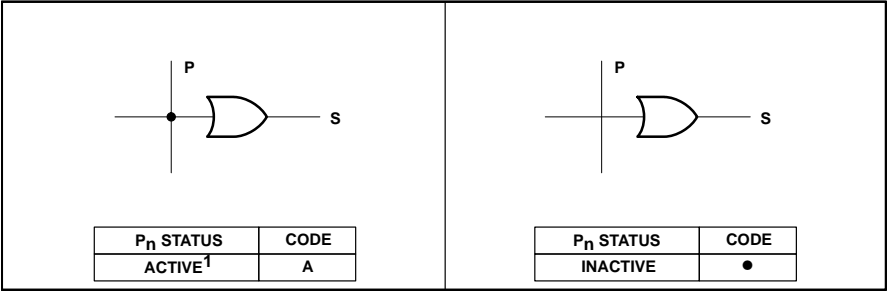 P
S
Pn STATUS CODE
ACTIVE1 A
P
S
Pn STATUS CODE
INACTIVE ●